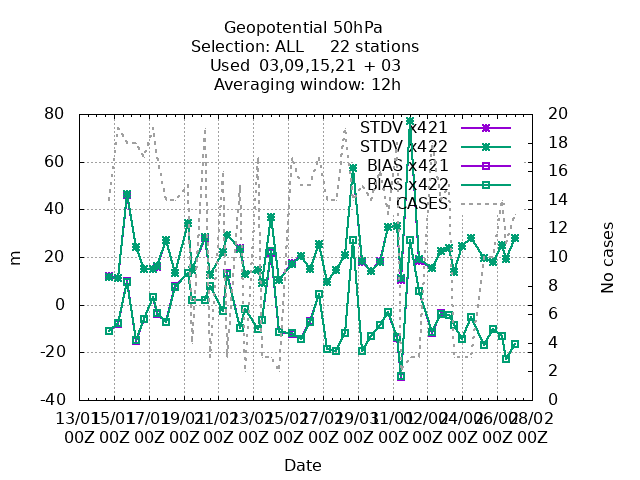 Geopotential 50hPa
Selection: ALL 22 stations
Used 03,09,15,21 + 03
Averaging window: 12h
80
60
40
20
0
-20
-40
m
20
18
16
14
12
10
8
6
4
2
0
No cases
STDV x421
STDV x422
BIAS x421
BIAS x422
CASES
13/01 15/01 17/01 19/01 21/01 23/01 25/01 27/01 29/01 31/01 02/02 04/02 06/02 08/02
00Z 00Z 00Z 00Z 00Z 00Z 00Z 00Z 00Z 00Z 00Z 00Z 00Z 00Z
Date